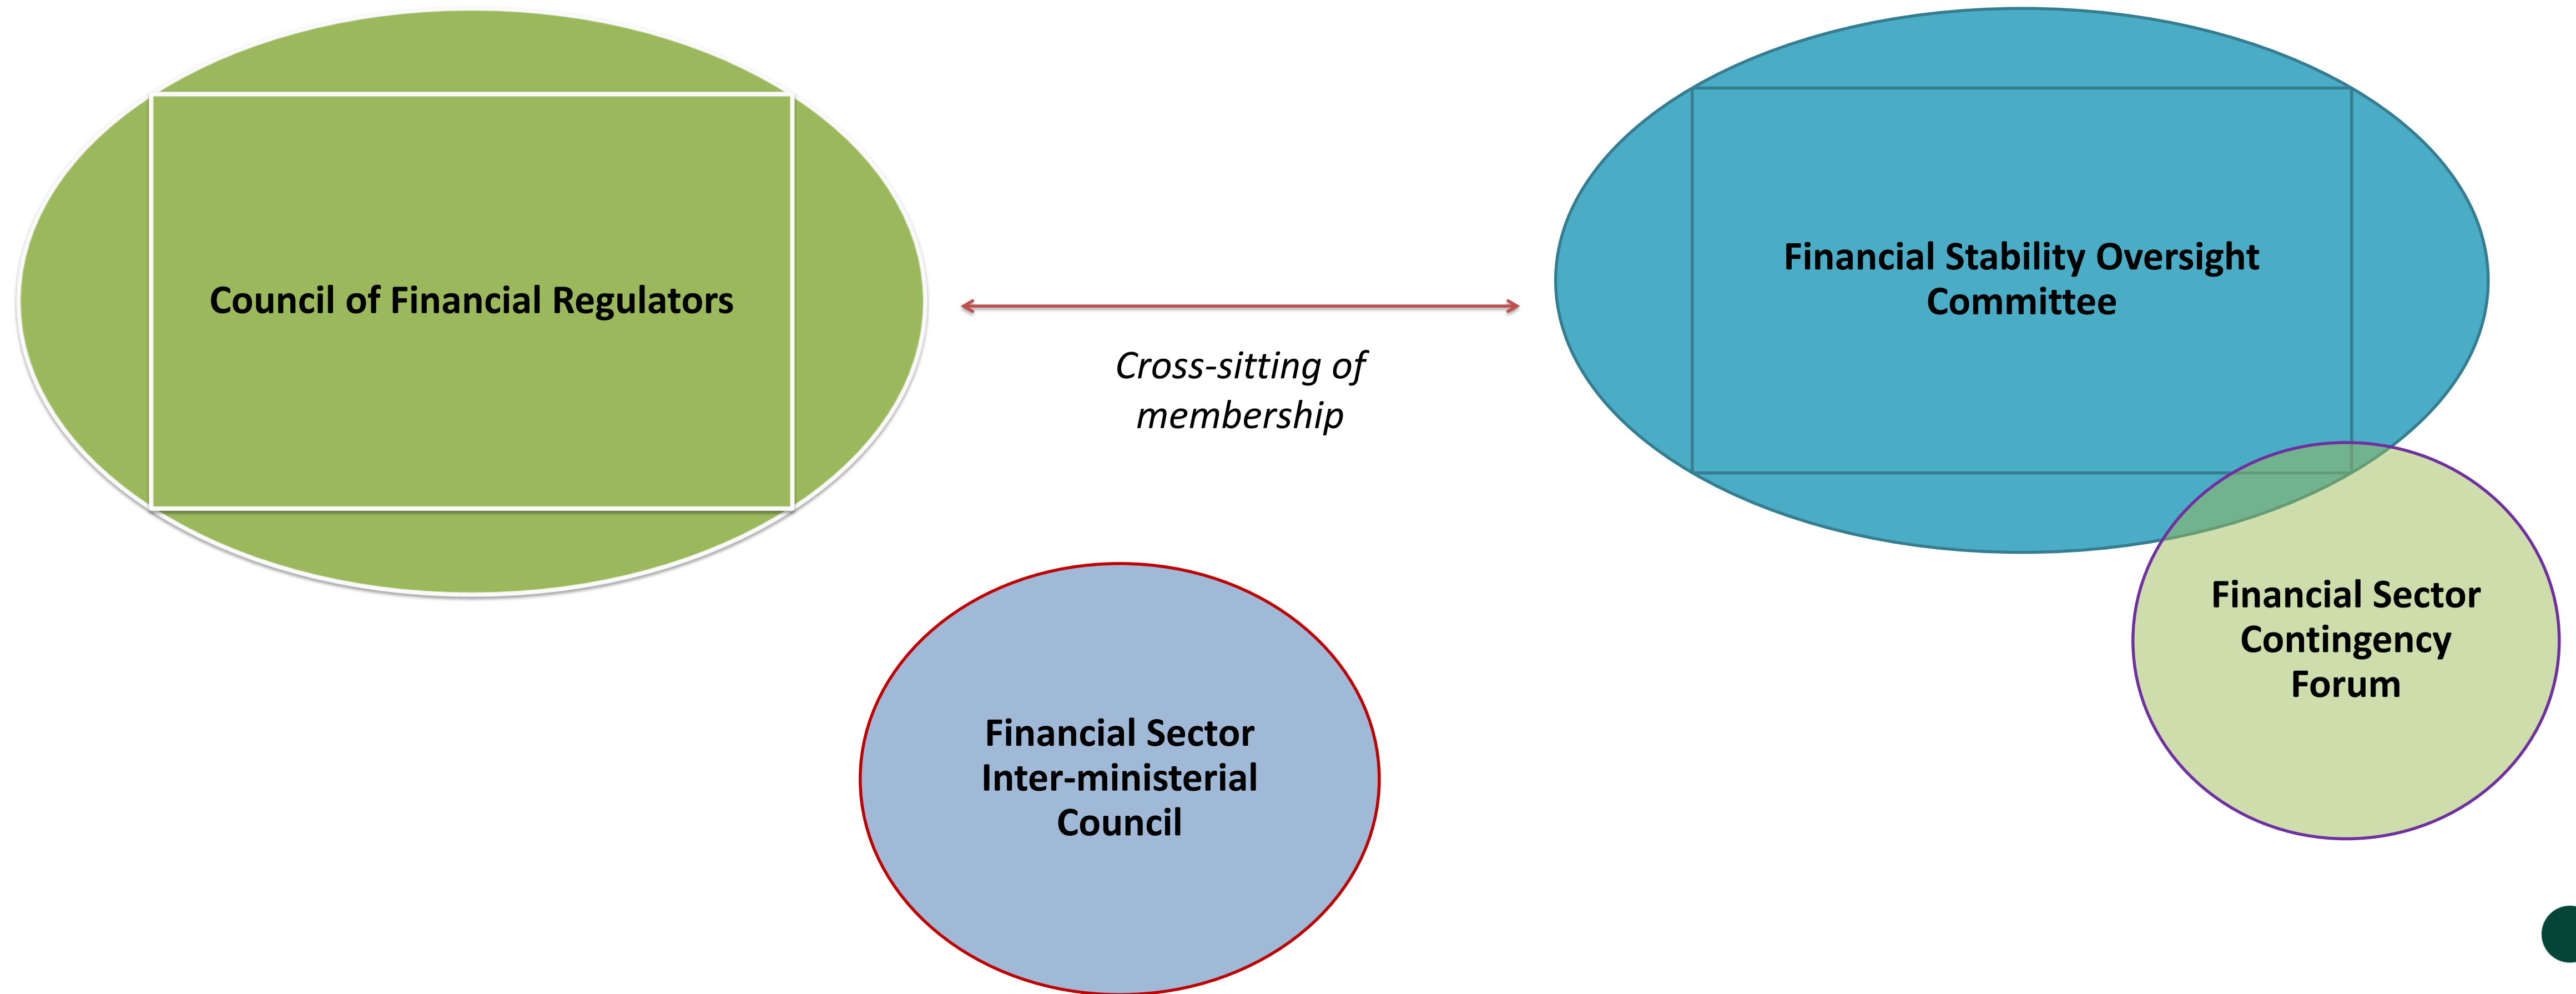 Council of Financial Regulators
Cross-sitting of
membership
Financial Stability Oversight
Committee
Financial Sector
Contingency
Forum
Financial Sector
Inter-ministerial
Council